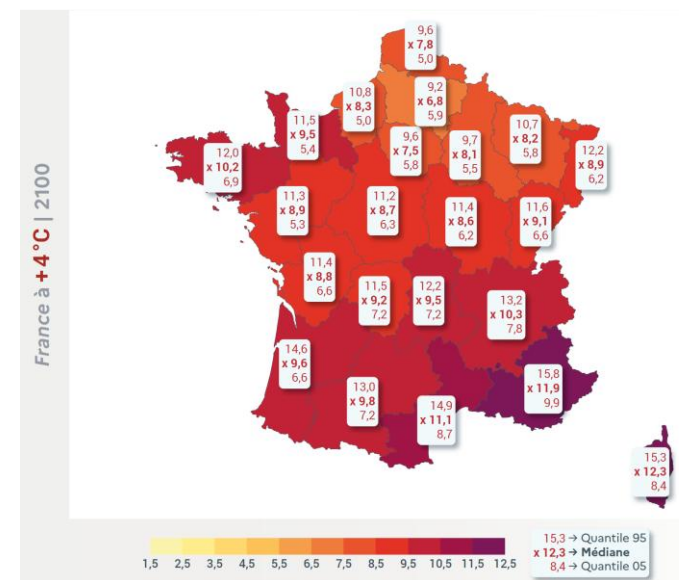 9,6
x 7,8
5,0
10,8
x 8,3
5,0
9,2
x 6,8
5,9
11,5
x 9,5
5,4
10,7
x 8,2
5,8
12,0
x 10,2
6,9
9,6
x 7,5
5,8
9,7
x 8,1
5,5
12,2
x 8,9
6,2
11,3
x 8,9
5,3
11,2
x 8,7
6,3
11,4
x 8,6
6,2
11,6
x 9,1
6,6
11,4
x 8,8
6,6
11,5
x 9,2
7,2
12,2
x 9,5
7,2
13,2
x 10,3
7,8
14,6
x 9,6
6,6
13,0
x 9,8
7,2
14,9
x 11,1
8,7
15,8
x 11,9
9,9
15,3
x 12,3
8,4
France à +4°C | 2100
1,5 2,5 3,5 4,5 5,5 6,5 7,5 8,5 9,5 10,5 11,5 12,5
15,3 → Quantile 95
x 12,3 → Médiane
8,4 → Quantile 05